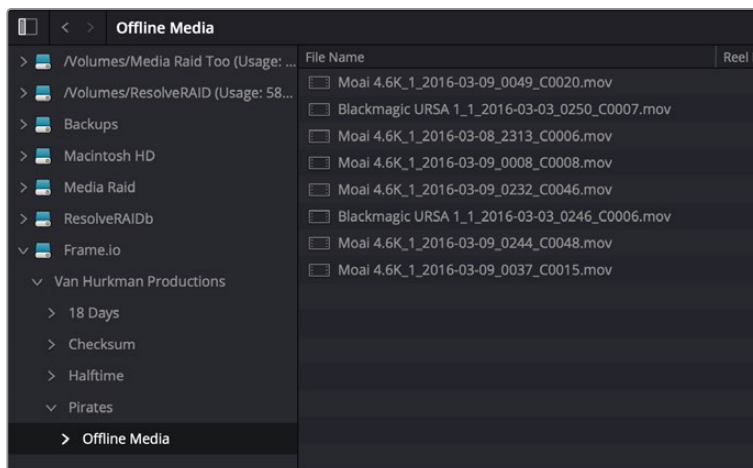 Offline Media
/Volumes/Media Raid Too (Usage: ...
/Volumes/ResolveRAID (Usage: 58...
Backups
Macintosh HD
Media Raid
ResolveRAIDb
Frame.io
Van Hurkman Productions
18 Days
Checksum
Halftime
Pirates
Offline Media
File Name
Reel
Moai 4.6K_1_2016-03-09_0049_C0020.mov
Blackmagic URSA 1_1_2016-03-03_0250_C0007.mov
Moai 4.6K_1_2016-03-08_2313_C0006.mov
Moai 4.6K_1_2016-03-09_0008_C0008.mov
Moai 4.6K_1_2016-03-09_0232_C0046.mov
Blackmagic URSA 1_1_2016-03-03_0246_C0006.mov
Moai 4.6K_1_2016-03-09_0244_C0048.mov
Moai 4.6K_1_2016-03-09_0037_C0015.mov